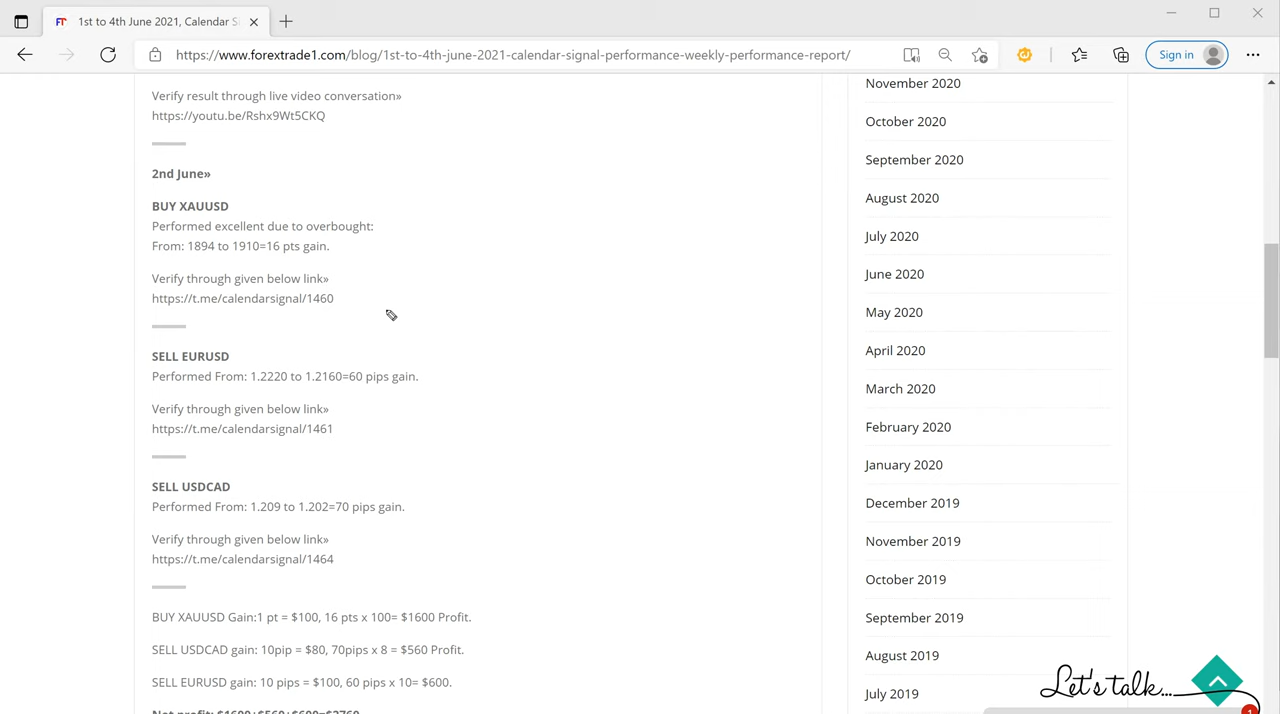 1st to 4th June 2021, Calendar S
https://www.forextrade1.com/blog/1st-to-4th-june-2021-calendar-signal-performance-weekly-performance-report/
Sign in
Verify result through live video conversation»
https://youtu.be/Rshx9Wt5CKQ
2nd June»
BUY XAUUSD
Performed excellent due to overbought:
From: 1894 to 1910=16 pts gain.
Verify through given below link»
https://t.me/calendarsignal/1460
SELL EURUSD
Performed From: 1.2220 to 1.2160=60 pips gain.
Verify through given below link»
https://t.me/calendarsignal/1461
SELL USDCAD
Performed From: 1.209 to 1.202=70 pips gain.
Verify through given below link»
https://t.me/calendarsignal/1464
BUY XAUUSD Gain:1 pt = $100, 16 pts x 100= $1600 Profit.
SELL USDCAD gain: 10pip = $80, 70pips x 8 = $560 Profit.
SELL EURUSD gain: 10 pips = $100, 60 pips x 10= $600.
Net profit: $1600+$560+$600=$2760
November 2020
October 2020
September 2020
August 2020
July 2020
June 2020
May 2020
April 2020
March 2020
February 2020
January 2020
December 2019
November 2019
October 2019
September 2019
August 2019
July 2019
Let's talk...
1